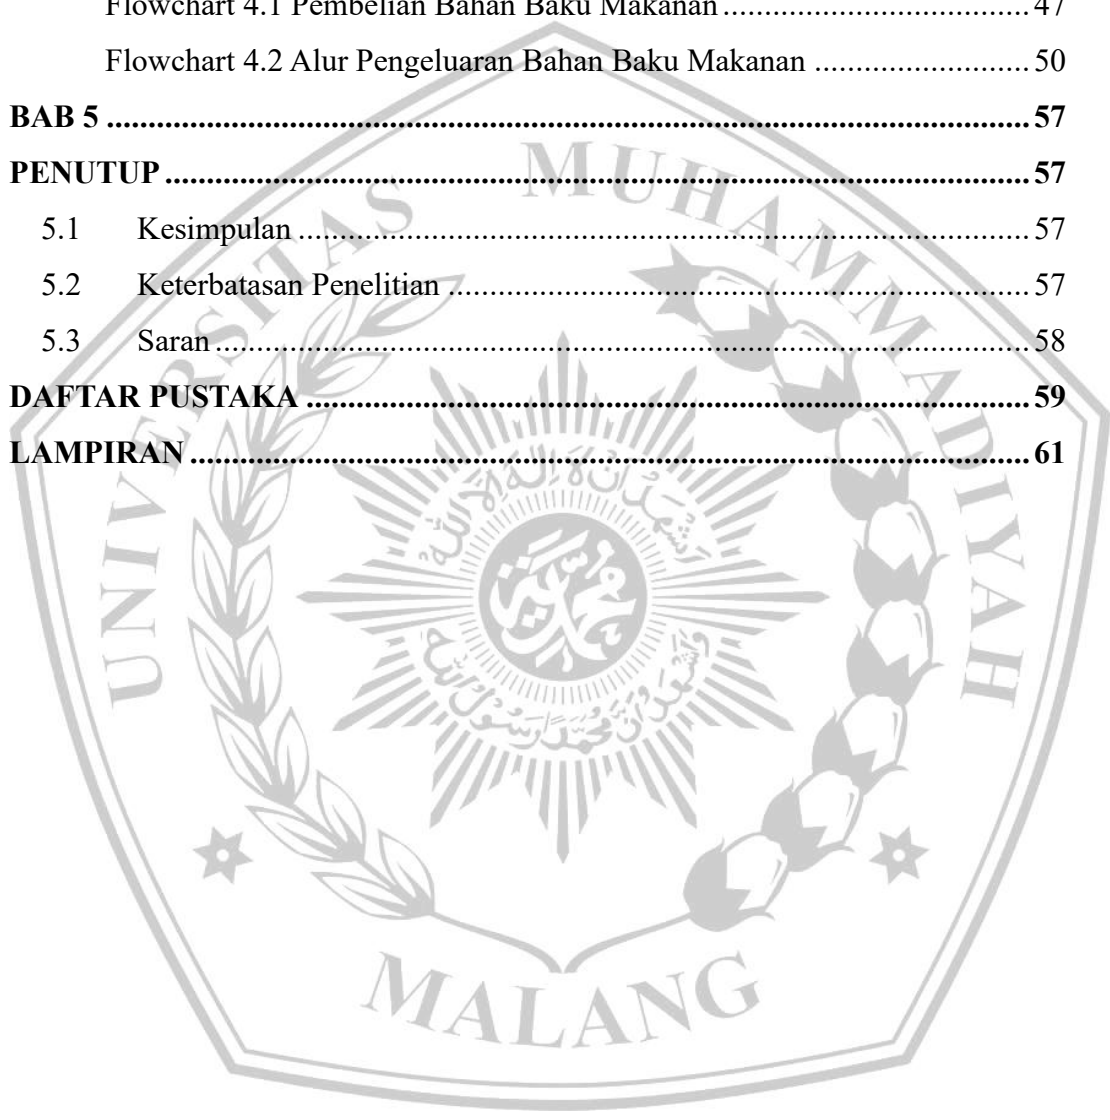 Flowchart 4.1 Pembelian Bahan Baku Makanan ....................................... 47
Flowchart 4.2 Alur Pengeluaran Bahan Baku Makanan ........................... 50
BAB 5 .................................................................................................................... 57
PENUTUP ............................................................................................................. 57
5.1 Kesimpulan ............................................................................................ 57
5.2 Keterbatasan Penelitian ......................................................................... 57
5.3 Saran ...................................................................................................... 58
DAFTAR PUSTAKA ........................................................................................... 59
LAMPIRAN .......................................................................................................... 61
UNIVERSITAS MUHAMMADIYAH
MALANG